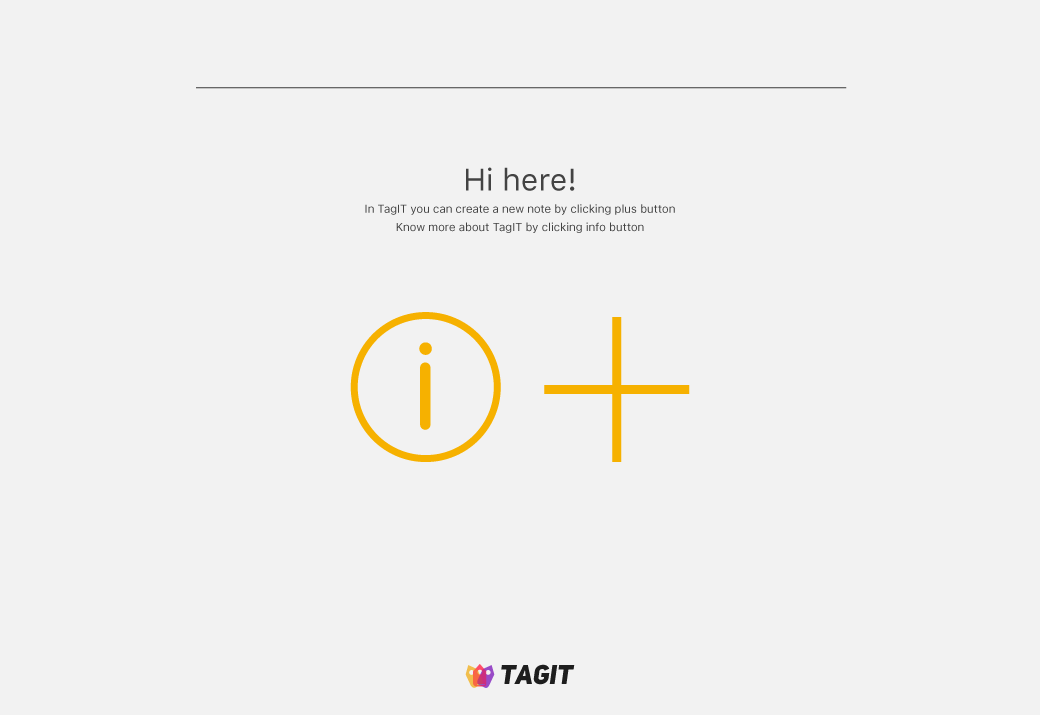 Hi here!
In TagIT you can create a new note by clicking plus button
Know more about TagIT by clicking info button
i
TAGIT